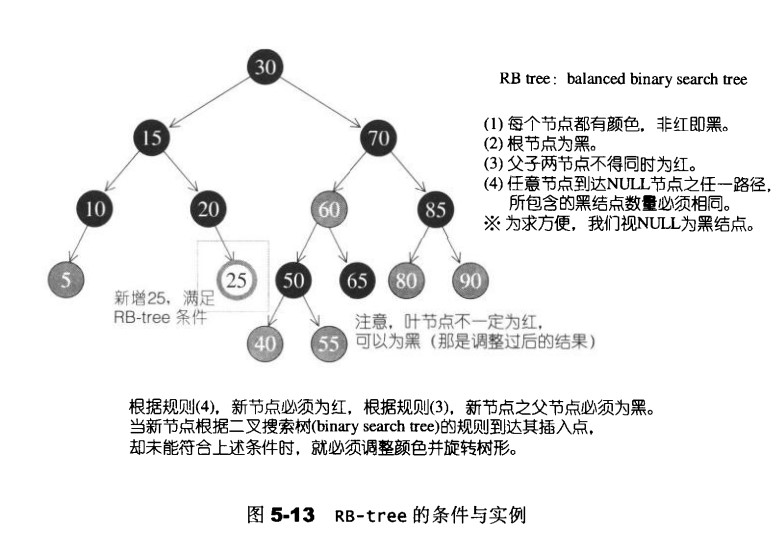 30
RB tree： balanced binary search tree
15
70
(1) 每个节点都有颜色，非红即黑。
(2) 根节点为黑。
(3) 父子两节点不得同时为红。
(4) 任意节点到达NULL节点之任一路径，
所包含的黑结点数量必须相同。
※ 为求方便，我们视NULL为黑结点。
10
20
60
85
5
25
50
65
80
90
新增25，满足
RB-tree 条件
40
55
注意，叶节点不一定为红，
可以为黑（那是调整过后的结果）
根据规则(4)，新节点必须为红，根据规则(3)，新节点之父节点必须为黑。
当新节点根据二叉搜索树(binary search tree)的规则到达其插入点，
却未能符合上述条件时，就必须调整颜色并旋转树形。
图 5-13 RB-tree 的条件与实例